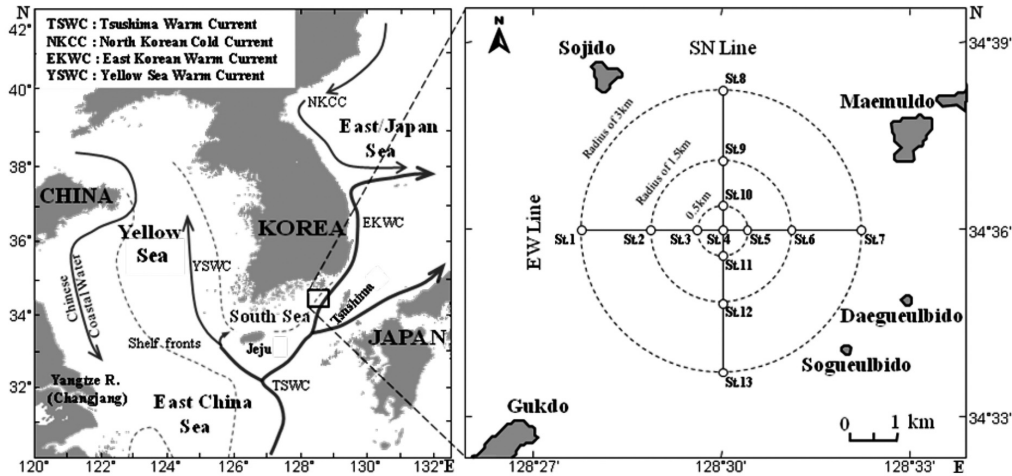 N
42°
40°
38°
36°
34°
32°
120°
122°
124°
126°
128°
130°
132°
E
TSWC : Tsushima Warm Current
NKCC : North Korean Cold Current
EKWC : East Korean Warm Current
YSWC : Yellow Sea Warm Current
NKCC
East/Japan
Sea
CHINA
KOREA
EKWC
Yellow
Sea
YSWC
Chinese
Coastal Water
South Sea
Tsushima
Shelf fronts
Jeju
JAPAN
TSWC
Yangtze R.
(Changjang)
East China
Sea
N
N
SN Line
34°39'
Sojido
St.8
Maemuldo
Radius of 3km
Radius of 1.5km
St.9
0.5km
St.10
EW Line
St.1
St.2
St.3
St.4
St.5
St.6
St.7
34°36'
St.11
St.12
Daegueulbido
Sogueulbido
St.13
Gukdo
0
1 km
34°33'
128°27'
128°30'
128°33'
E